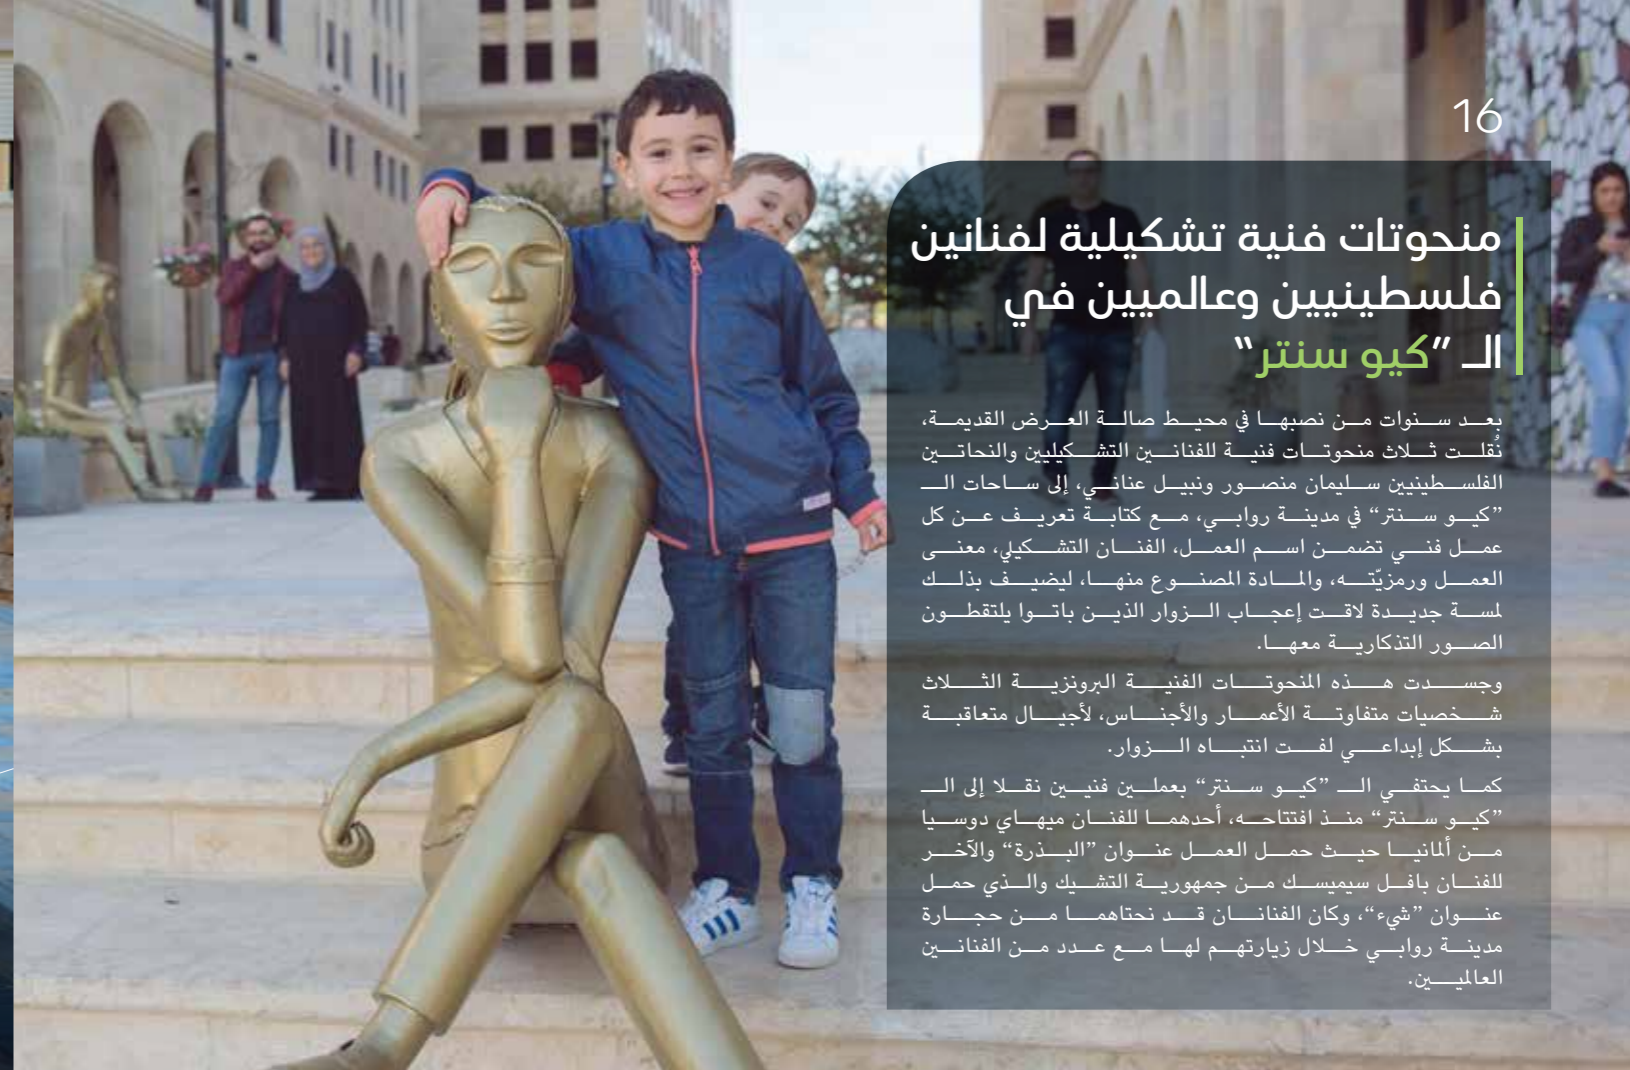 16
منحوتات فنية تشكيلية لفنانين
فلسطينيين وعالميين في
الـ ”كيو سنتر“
بعد سنوات من نصبها في محيط صالة العرض القديمة،
نُقلت ثلاث منحوتات فنية للفنانين التشكيليين والنحاتين
الفلسطينيين سليمان منصور ونبيل عناني، إلى ساحات الـ
”كيو سنتر“ في مدينة روابي، مع كتابة تعريف عن كل
عمل فني تضمن اسم العمل، الفنان التشكيلي، معنى
العمل ورمزيّته، والمادة المصنوع منها، ليضيف بذلك
لمسة جديدة لاقت إعجاب الزوار الذين باتوا يلتقطون
الصور التذكارية معها.
وجسدت هذه المنحوتات الفنية البرونزية الثلاث
شخصيات متفاوتة الأعمار والأجناس، لأجيال متعاقبة
بشكل إبداعي لفت انتباه الزوار.
كما يحتفي الـ ”كيو سنتر“ بعملين فنيين نقلا إلى الـ
”كيو سنتر“ منذ افتتاحه، أحدهما للفنان ميهاي دوسيا
من ألمانيا حيث حمل العمل عنوان ”البذرة“ والآخر
للفنان بافل سيميسك من جمهورية التشيك والذي حمل
عنوان ”شيء“، وكان الفنانان قد نحتاهما من حجارة
مدينة روابي خلال زيارتهم لها مع عدد من الفنانين
العالميين.